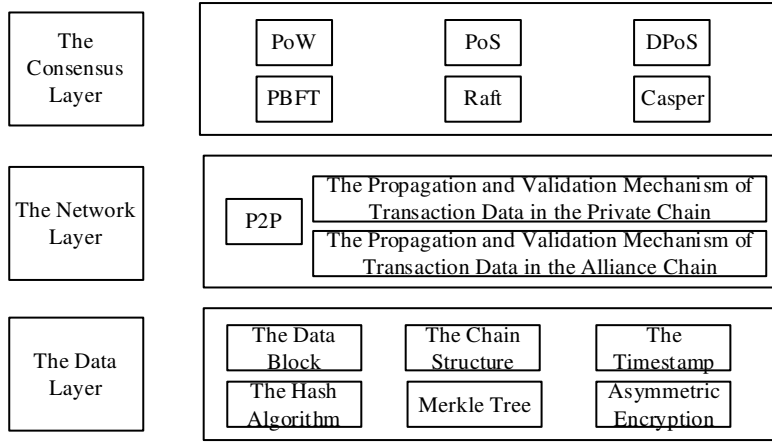 The
Consensus
Layer
PoW
PoS
DPoS
PBFT
Raft
Casper
The Network
Layer
P2P
The Propagation and Validation Mechanism of
Transaction Data in the Private Chain
The Propagation and Validation Mechanism of
Transaction Data in the Alliance Chain
The Data
Layer
The Data
Block
The Chain
Structure
The
Timestamp
The Hash
Algorithm
Merkle Tree
Asymmetric
Encryption